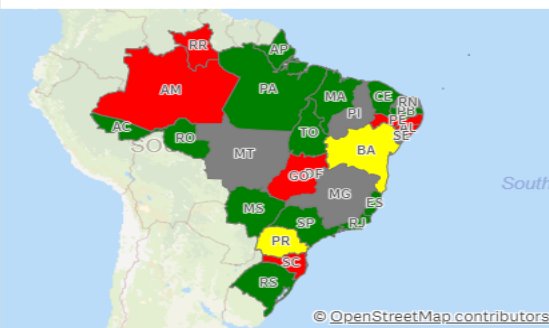 RR
AP
AM
PA
MA
CE
RN
PB
PI
PE
AL
SE
AC
RO
TO
SO
MT
BA
GO
DF
MG
MS
ES
SP
RJ
PR
SC
RS
South
© OpenStreetMap contributors